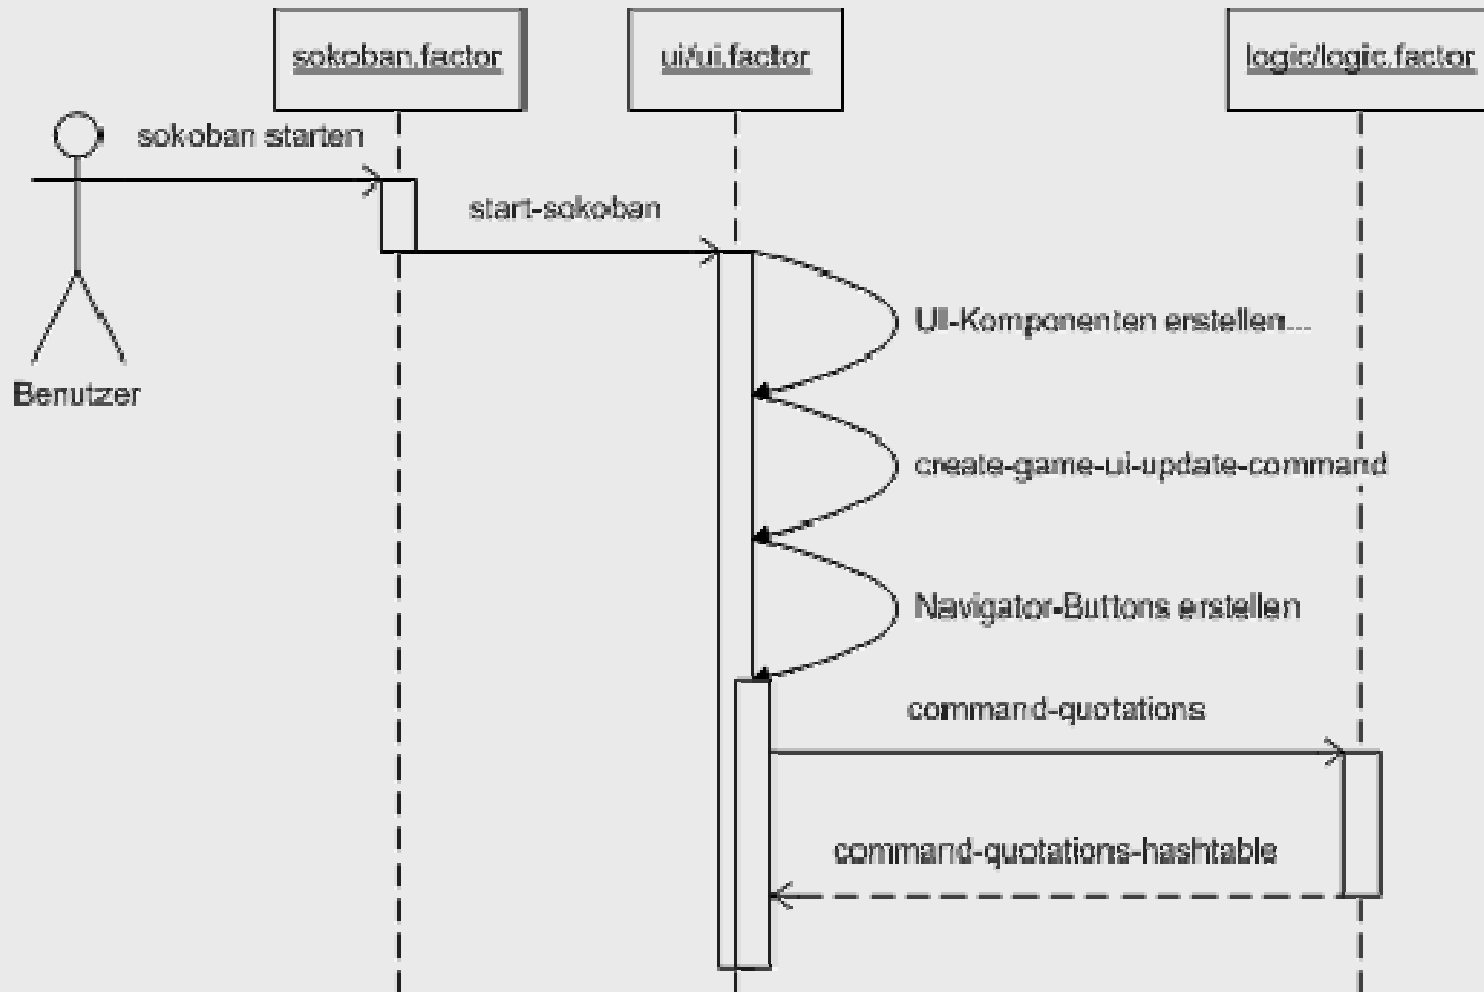 sokoban.factor
ui/ui.factor
logic/logic.factor
sokoban starten
start-sokoban
UI-Komponenten erstellen...
Benutzer
create-game-ui-update-command
Navigator-Buttons erstellen
command-quotations
command-quotations-hashtable